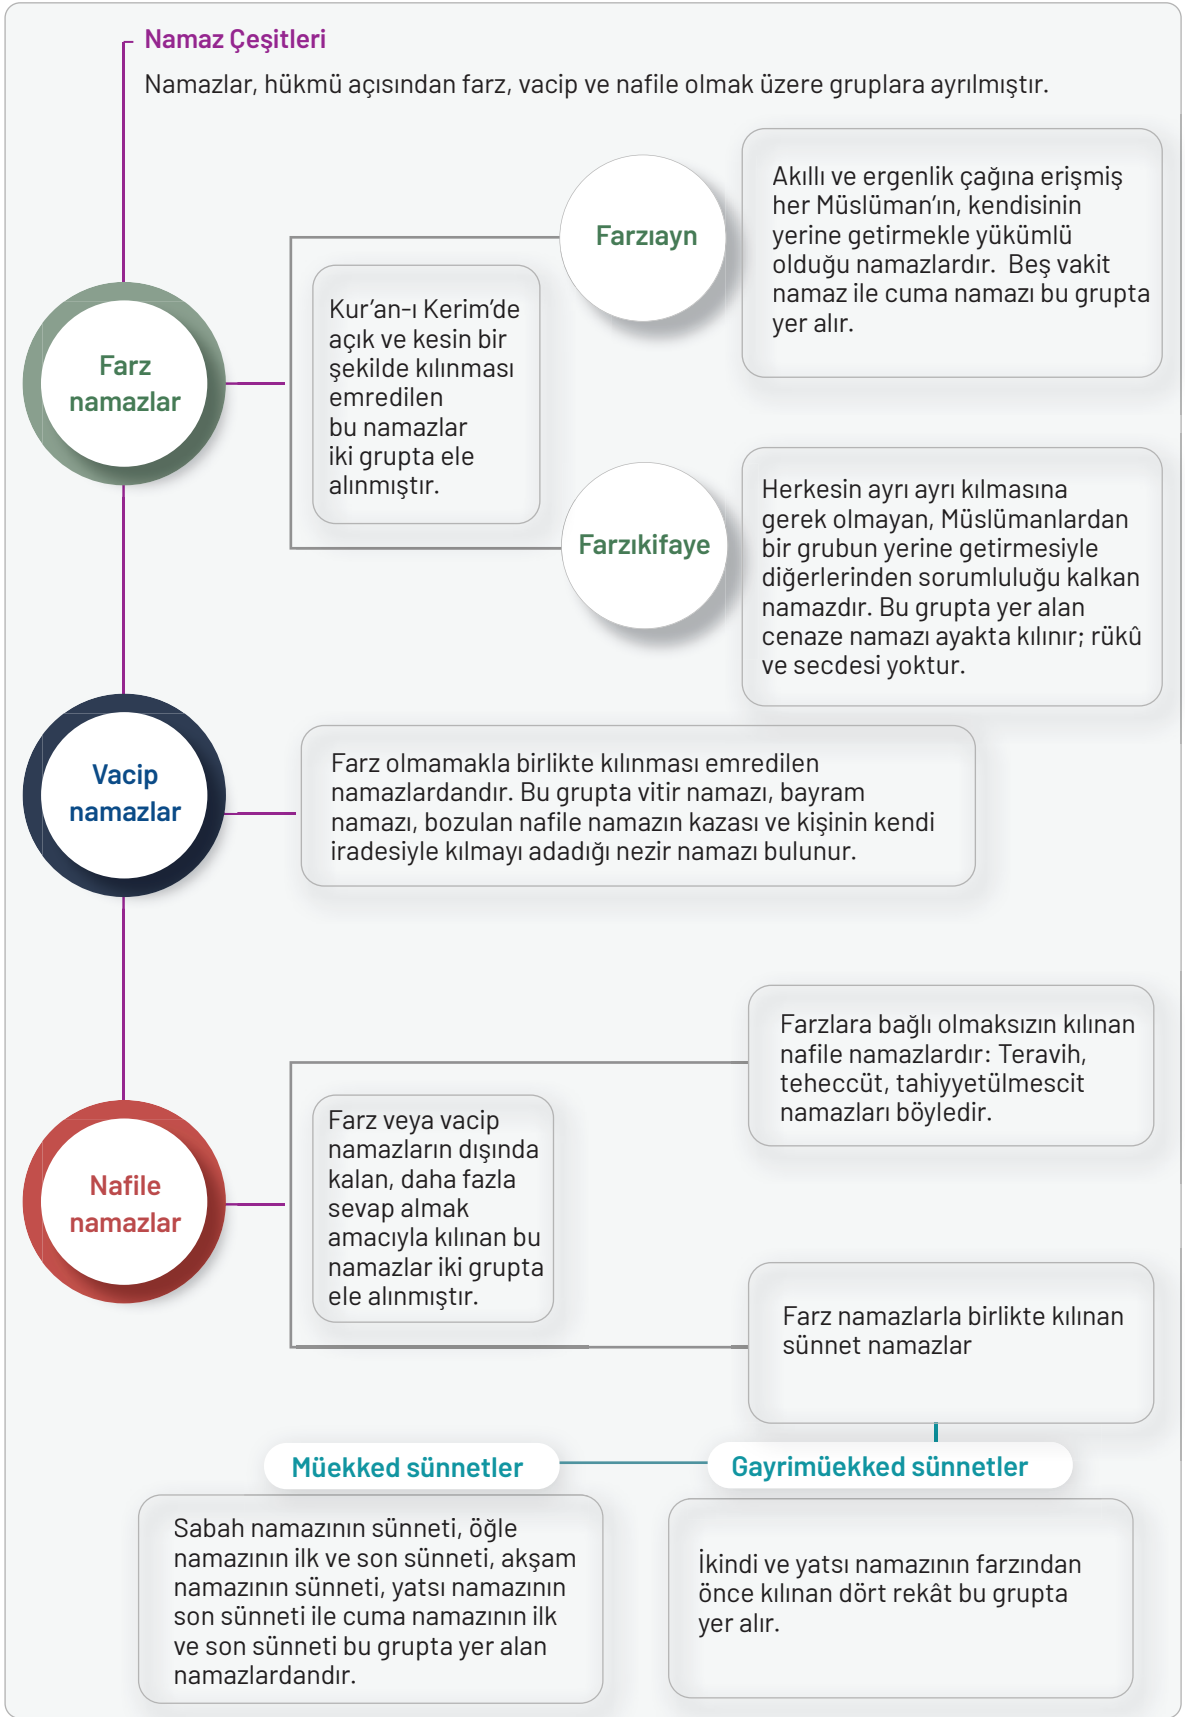 Namaz Çeşitleri
Namazlar, hükmü açısından farz, vacip ve nafile olmak üzere gruplara ayrılmıştır.
Farz
namazlar
Kur’an-ı Kerim’de
açık ve kesin bir
şekilde kılınması
emredilen
bu namazlar
iki grupta ele
alınmıştır.
Farzıayn
Akıllı ve ergenlik çağına erişmiş
her Müslüman’ın, kendisinin
yerine getirmekle yükümlü
olduğu namazlardır. Beş vakit
namaz ile cuma namazı bu grupta
yer alır.
Farzıkifaye
Herkesin ayrı ayrı kılmasına
gerek olmayan, Müslümanlardan
bir grubun yerine getirmesiyle
diğerlerinden sorumluluğu kalkan
namazdır. Bu grupta yer alan
cenaze namazı ayakta kılınır; rükû
ve secdesi yoktur.
Vacip
namazlar
Farz olmamakla birlikte kılınması emredilen
namazlardandır. Bu grupta vitir namazı, bayram
namazı, bozulan nafile namazın kazası ve kişinin kendi
iradesiyle kılmayı adadığı nezir namazı bulunur.
Nafile
namazlar
Farz veya vacip
namazların dışında
kalan, daha fazla
sevap almak
amacıyla kılınan bu
namazlar iki grupta
ele alınmıştır.
Farzlara bağlı olmaksızın kılınan
nafile namazlardır: Teravih,
teheccüt, tahiyyetülmescit
namazları böyledir.
Farz namazlarla birlikte kılınan
sünnet namazlar
Müekked sünnetler
Sabah namazının sünneti, öğle
namazının ilk ve son sünneti, akşam
namazının sünneti, yatsı namazının
son sünneti ile cuma namazının ilk
ve son sünneti bu grupta yer alan
namazlardandır.
Gayrimüekked sünnetler
İkindi ve yatsı namazının farzından
önce kılınan dört rekât bu grupta
yer alır.